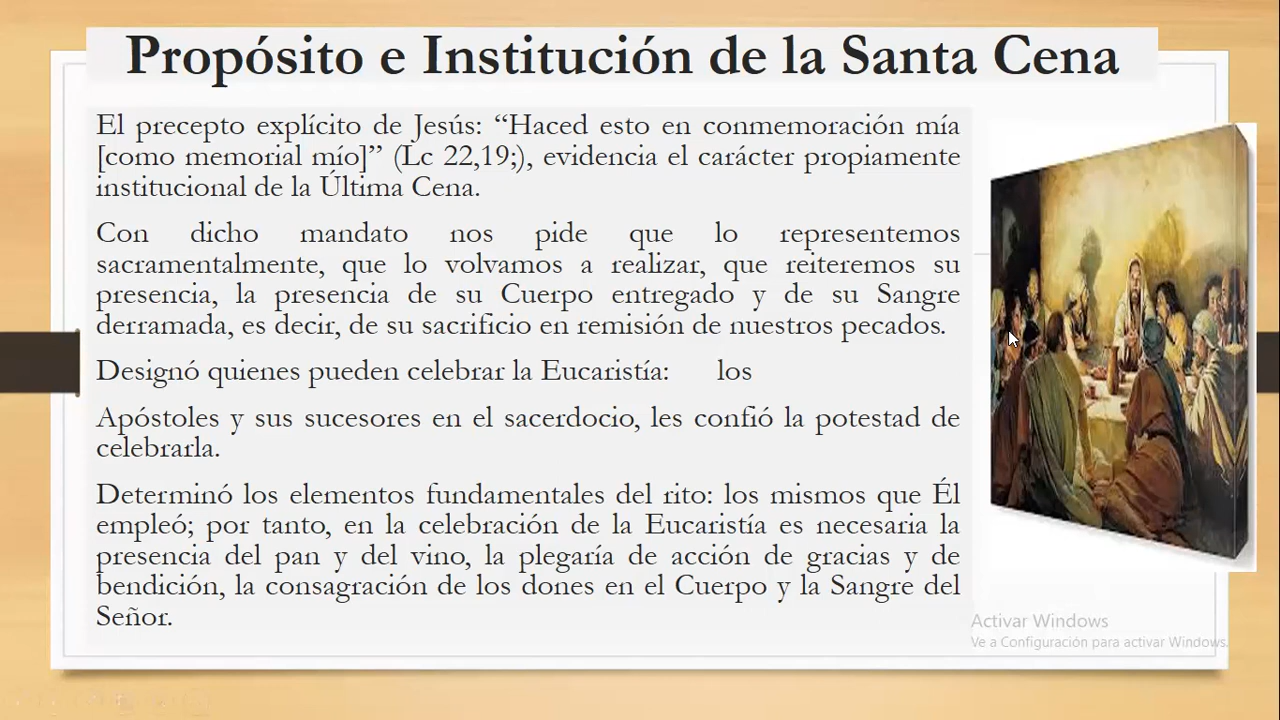 Propósito e Institución de la Santa Cena
El precepto explícito de Jesús: “Haced esto en conmemoración mía
[como memorial mío]” (Lc 22,19;), evidencia el carácter propiamente
institucional de la Última Cena.
Con dicho mandato nos pide que lo representemos
sacramentalmente, que lo volvamos a realizar, que reiteremos su
presencia, la presencia de su Cuerpo entregado y de su Sangre
derramada, es decir, de su sacrificio en remisión de nuestros pecados.
Designó quienes pueden celebrar la Eucaristía: los
Apóstoles y sus sucesores en el sacerdocio, les confió la potestad de
celebrarla.
Determinó los elementos fundamentales del rito: los mismos que Él
empleó; por tanto, en la celebración de la Eucaristía es necesaria la
presencia del pan y del vino, la plegaría de acción de gracias y de
bendición, la consagración de los dones en el Cuerpo y la Sangre del
Señor.
Activar Windows
Ve a Configuración para activar Windows.